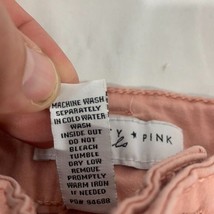 MACHINE WASH
SEPARATELY
IN COLD WATER
WASH
INSIDE OUT
DO NOT
BLEACH
TUMBLE
DRY LOW
REMOVE
PROMPTLY
WARM IRON
IF NEEDED
PINK